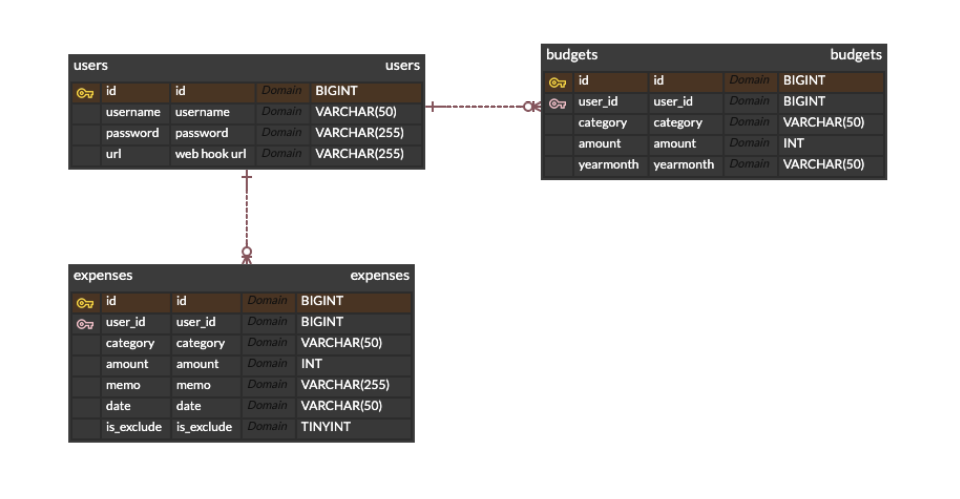 users users
id id Domain BIGINT
username username Domain VARCHAR(50)
password password Domain VARCHAR(255)
url web hook url Domain VARCHAR(255)
budgets budgets
id id Domain BIGINT
user_id user_id Domain BIGINT
category category Domain VARCHAR(50)
amount amount Domain INT
yearmonth yearmonth Domain VARCHAR(50)
expenses expenses
id id Domain BIGINT
user_id user_id Domain BIGINT
category category Domain VARCHAR(50)
amount amount Domain INT
memo memo Domain VARCHAR(255)
date date Domain VARCHAR(50)
is_exclude is_exclude Domain TINYINT